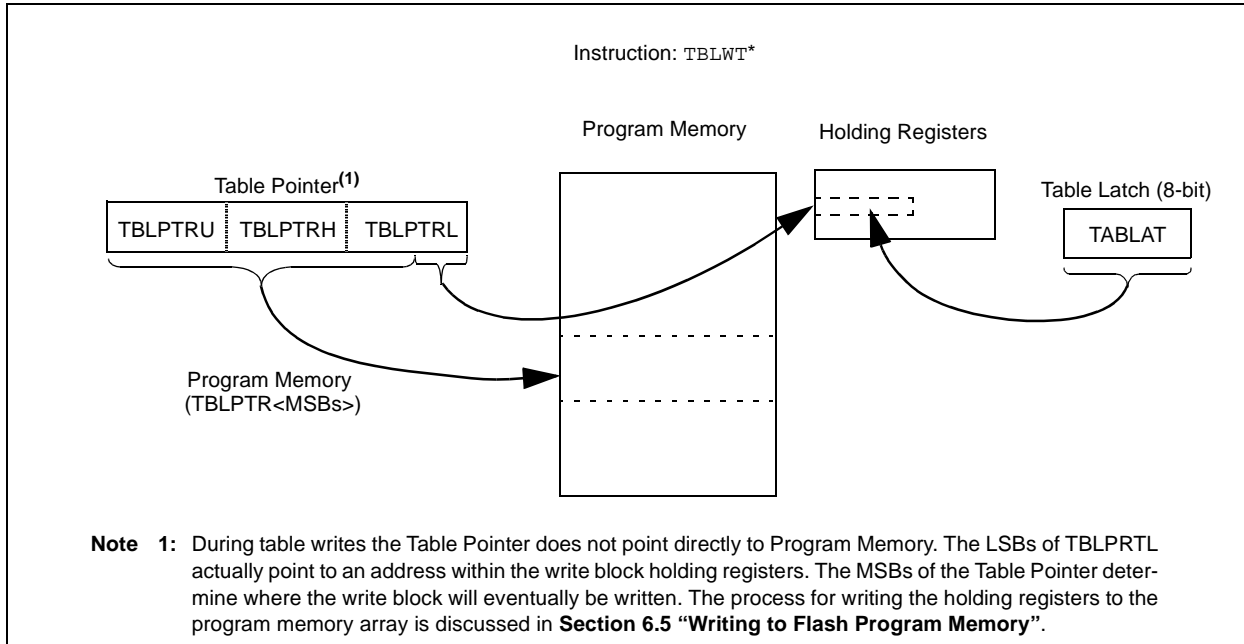 Instruction: TBLWT*
Program Memory
Holding Registers
Table Pointer(1)
Table Latch (8-bit)
TBLPTRU TBLPTRH TBLPTRL
TABLAT
Program Memory
(TBLPTR<MSBs>)
Note 1: During table writes the Table Pointer does not point directly to Program Memory. The LSBs of TBLPRTL
actually point to an address within the write block holding registers. The MSBs of the Table Pointer deter-
mine where the write block will eventually be written. The process for writing the holding registers to the
program memory array is discussed in Section 6.5 “Writing to Flash Program Memory”.